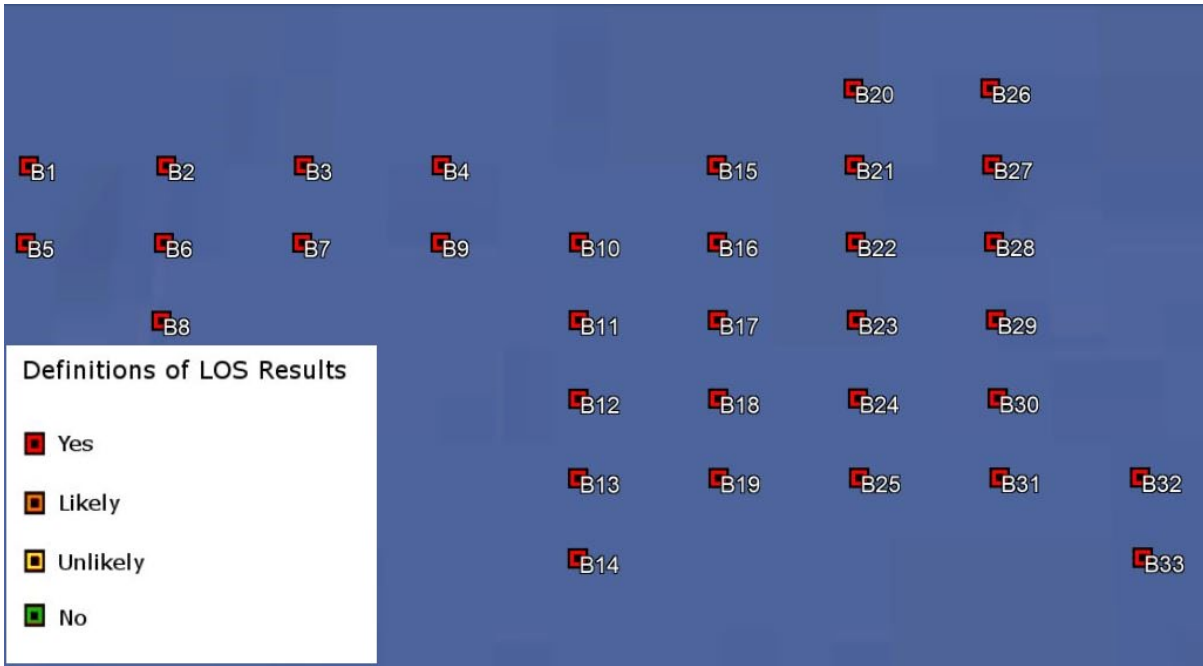 B20 B26
B1 B2 B3 B4 B15 B21 B27
B5 B6 B7 B9 B10 B16 B22 B28
B8 B11 B17 B23 B29
Definitions of LOS Results
Yes
Likely
Unlikely
No
B12 B18 B24 B30
B13 B19 B25 B31 B32
B14 B33